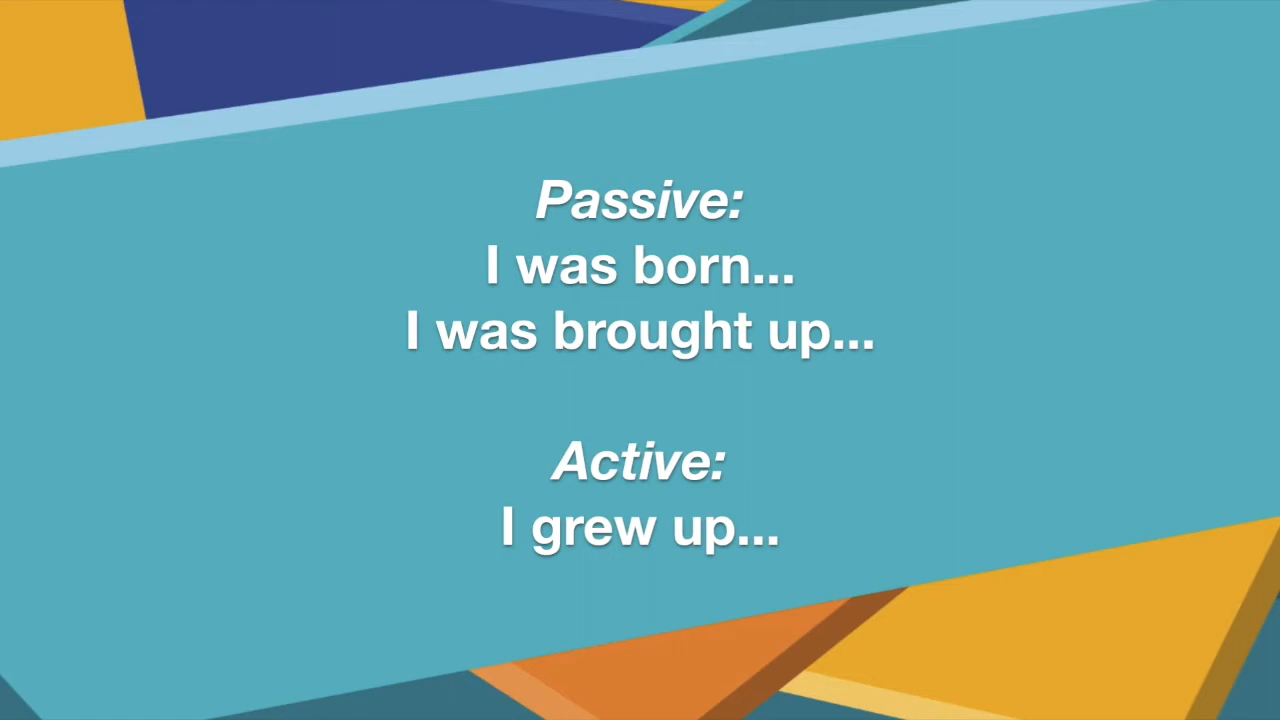 Passive:
I was born...
I was brought up...
Active:
I grew up...